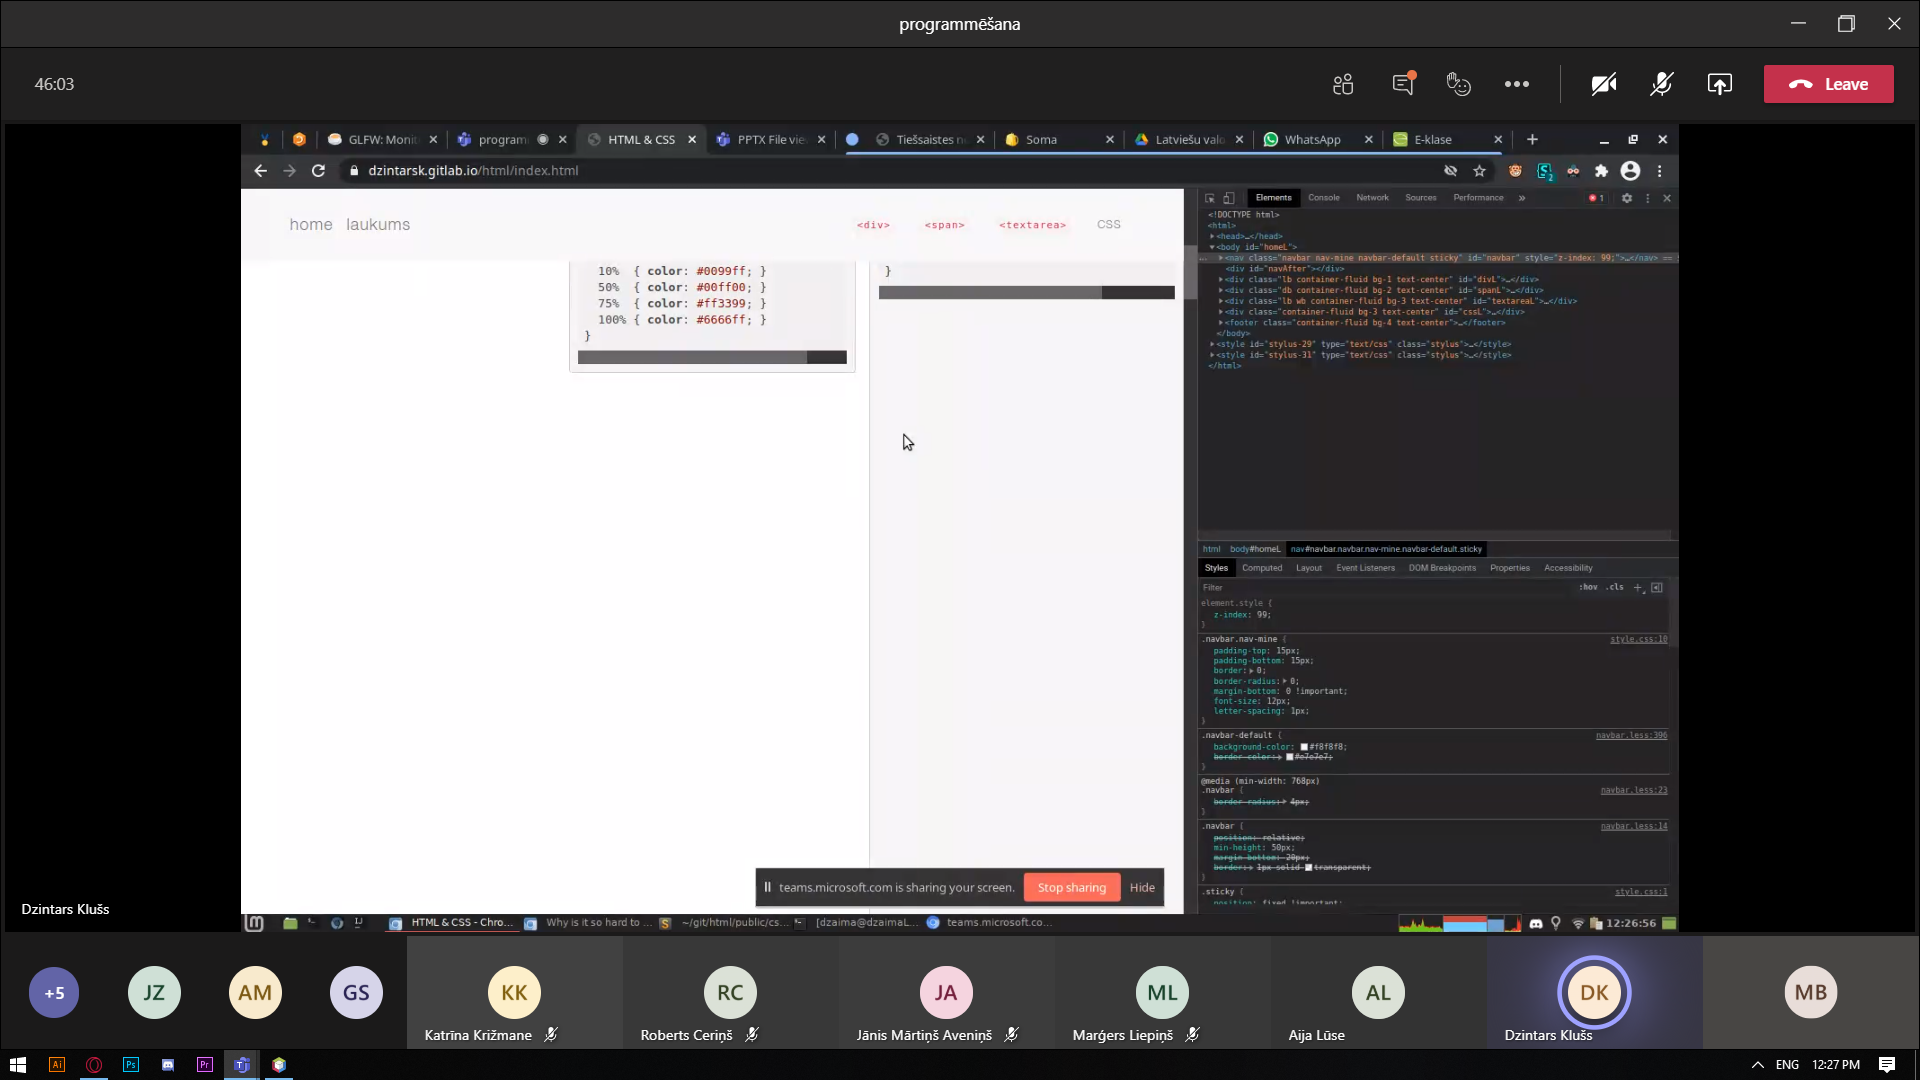 programmēšana
46:03
Leave
GLFW: Monit
program
HTML & CSS
PPTX File vie
Tiešsaistes n
Soma
Latviešu valo
WhatsApp
E-klase
dzintarsk.gitlab.io/html/index.html
home laukums
<div>
<span>
<textarea>
CSS
10% { color: #0099ff; }
50% { color: #00ff00; }
75% { color: #ff3399; }
100% { color: #6666ff; }
}
}
Elements Console Network Sources Performance » 1
<!DOCTYPE html>
<html>
<head>…</head>
<body id="homeL">
<nav class="navbar nav-mine navbar-default sticky" id="navbar" style="z-index: 99;">…</nav> ==
<div id="navAfter"></div>
<div class="lb container-fluid bg-1 text-center" id="divL">…</div>
<div class="db container-fluid bg-2 text-center" id="spanL">…</div>
<div class="lb wb container-fluid bg-3 text-center" id="textareaL">…</div>
<div class="container-fluid bg-3 text-center" id="cssL">…</div>
<footer class="container-fluid bg-4 text-center">…</footer>
</body>
<style id="stylus-29" type="text/css" class="stylus">…</style>
<style id="stylus-31" type="text/css" class="stylus">…</style>
</html>
html body#homeL nav#navbar.navbar.nav-mine.navbar-default.sticky
Styles Computed Layout Event Listeners DOM Breakpoints Properties Accessibility
Filter :hov .cls
element.style {
z-index: 99;
}
.navbar.nav-mine { style.css:10
padding-top: 15px;
padding-bottom: 15px;
border: 0;
border-radius: 0;
margin-bottom: 0 !important;
font-size: 12px;
letter-spacing: 1px;
}
.navbar-default { navbar.less:396
background-color: #f8f8f8;
border-color: #e7e7e7;
}
@media (min-width: 768px)
.navbar { navbar.less:23
border-radius: 4px;
}
.navbar { navbar.less:14
position: relative;
min-height: 50px;
margin-bottom: 20px;
border: 1px solid transparent;
}
.sticky { style.css:1
position: fixed !important;
teams.microsoft.com is sharing your screen. Stop sharing Hide
Dzintars Klušs
HTML & CSS - Chro...
Why is it so hard to ...
~/git/html/public/cs...
[dzaima@dzaimaL...
teams.microsoft.co...
12:26:56
+5
JZ
AM
GS
KK
Katrīna Križmane
RC
Roberts Ceriņš
JA
Jānis Mārtiņš Aveniņš
ML
Marģers Liepiņš
AL
Aija Lūse
DK
Dzintars Klušs
MB
Ai
Ps
Pr
ENG
12:27 PM